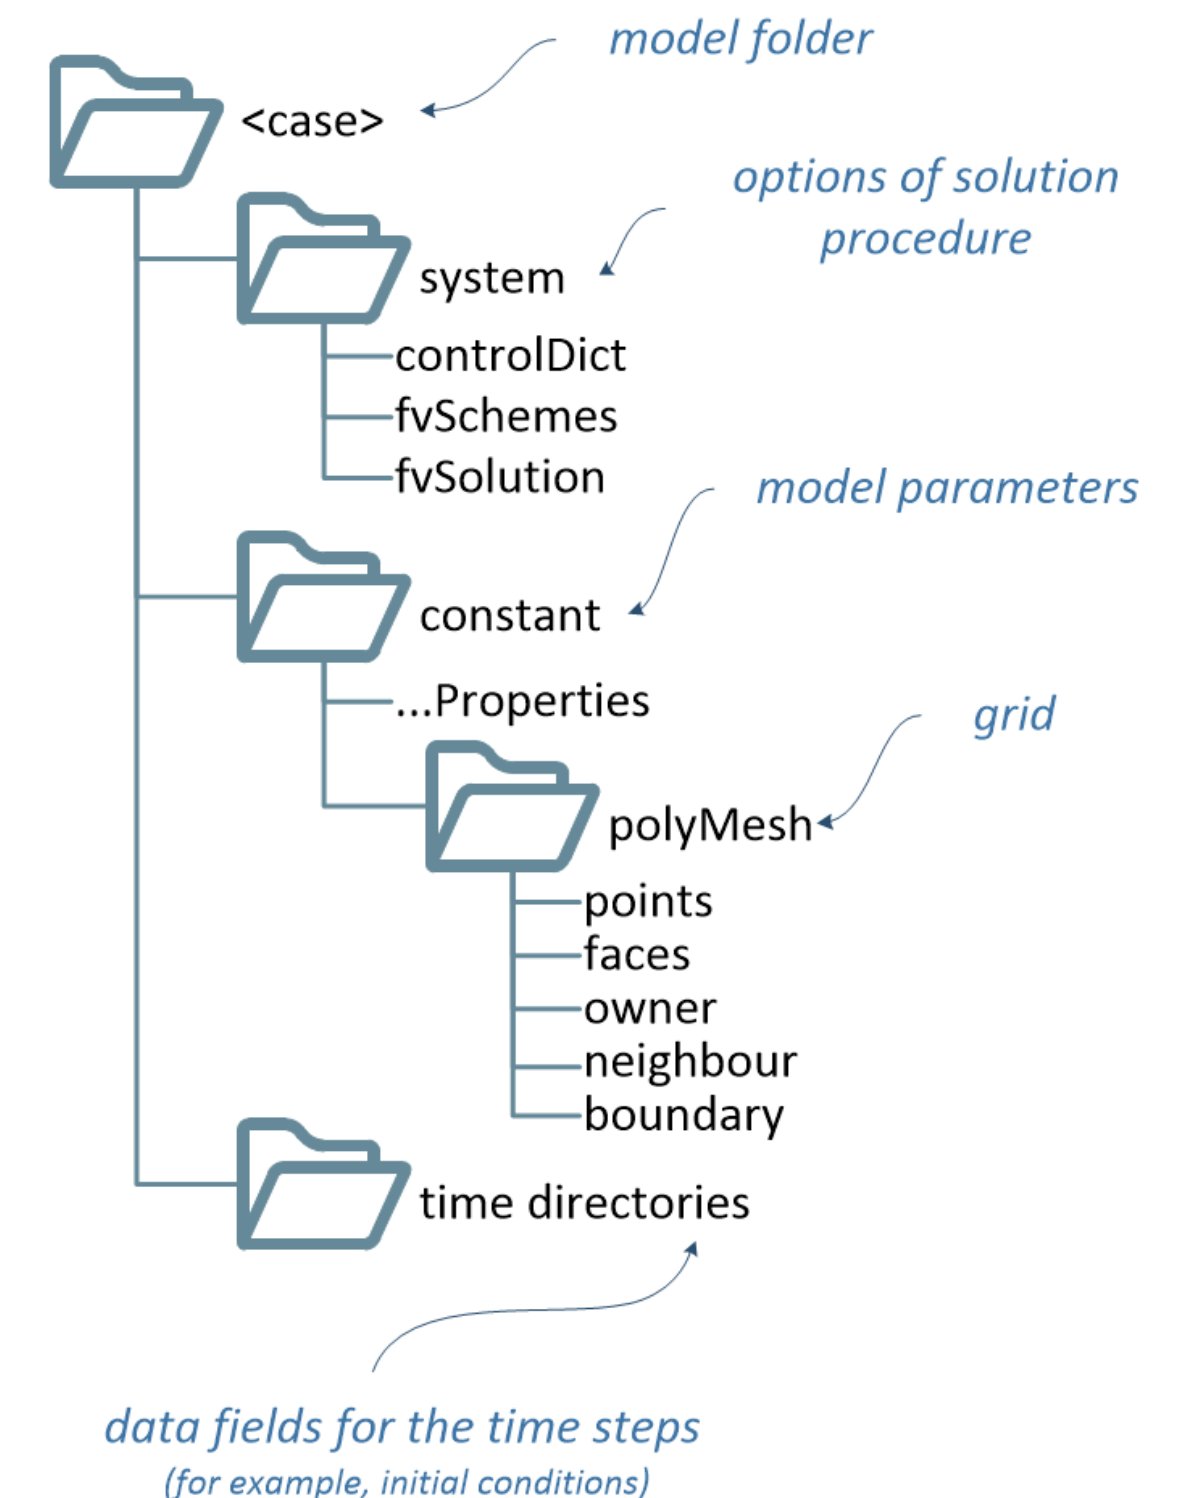 model folder
<case>
options of solution
procedure
system
controlDict
fvSchemes
fvSolution
model parameters
constant
...Properties
grid
polyMesh
points
faces
owner
neighbour
boundary
time directories
data fields for the time steps
(for example, initial conditions)